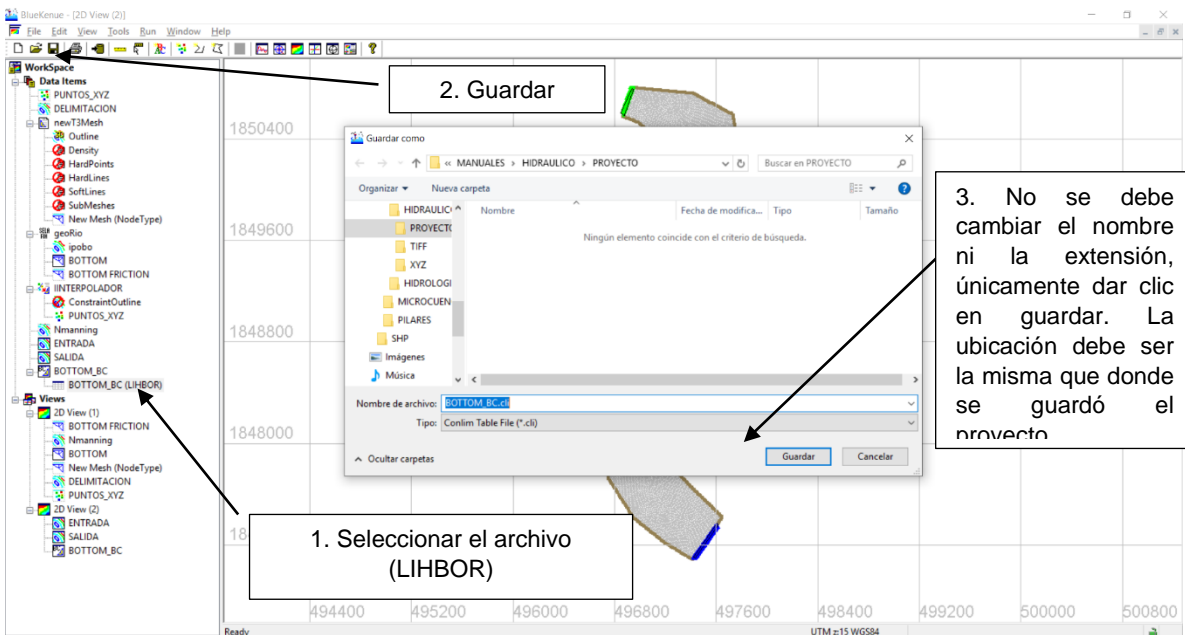 BlueKenue - [2D View (2)]
File Edit View Tools Run Window Help
WorkSpace
Data Items
PUNTOS_XYZ
DELIMITACION
newT3Mesh
Outline
Density
HardPoints
HardLines
SoftLines
SubMeshes
New Mesh (NodeType)
geoRio
ipobo
BOTTOM
BOTTOM FRICTION
IINTERPOLADOR
ConstraintOutline
PUNTOS_XYZ
Nmanning
ENTRADA
SALIDA
BOTTOM_BC
BOTTOM_BC (LIHBOR)
Views
2D View (1)
BOTTOM FRICTION
Nmanning
BOTTOM
New Mesh (NodeType)
DELIMITACION
PUNTOS_XYZ
2D View (2)
ENTRADA
SALIDA
BOTTOM_BC
2. Guardar
1850400
1849600
1848800
1848000
18
Guardar como
« MANUALES > HIDRAULICO > PROYECTO
Buscar en PROYECTO
Organizar
Nueva carpeta
HIDRAULIC
PROYECTO
TIFF
XYZ
HIDROLOGI
MICROCUEN
PILARES
SHP
Imágenes
Música
Nombre
Fecha de modifica...
Tipo
Tamaño
Ningún elemento coincide con el criterio de búsqueda.
Nombre de archivo: BOTTOM_BC.cli
Tipo: Conlim Table File (*.cli)
Ocultar carpetas
Guardar
Cancelar
3. No se debe
cambiar el nombre
ni la extensión,
únicamente dar clic
en guardar. La
ubicación debe ser
la misma que donde
se guardó el
proyecto
1. Seleccionar el archivo
(LIHBOR)
494400 495200 496000 496800 497600 498400 499200 500000 500800
Ready
UTM z:15 WGS84